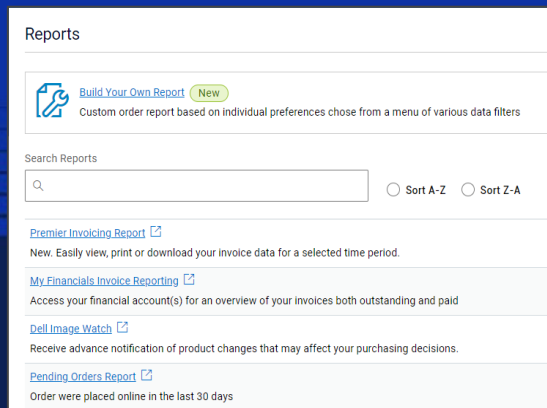 Reports
Build Your Own Report New
Custom order report based on individual preferences chose from a menu of various data filters
Search Reports
Sort A-Z Sort Z-A
Premier Invoicing Report
New. Easily view, print or download your invoice data for a selected time period.
My Financials Invoice Reporting
Access your financial account(s) for an overview of your invoices both outstanding and paid
Dell Image Watch
Receive advance notification of product changes that may affect your purchasing decisions.
Pending Orders Report
Order were placed online in the last 30 days